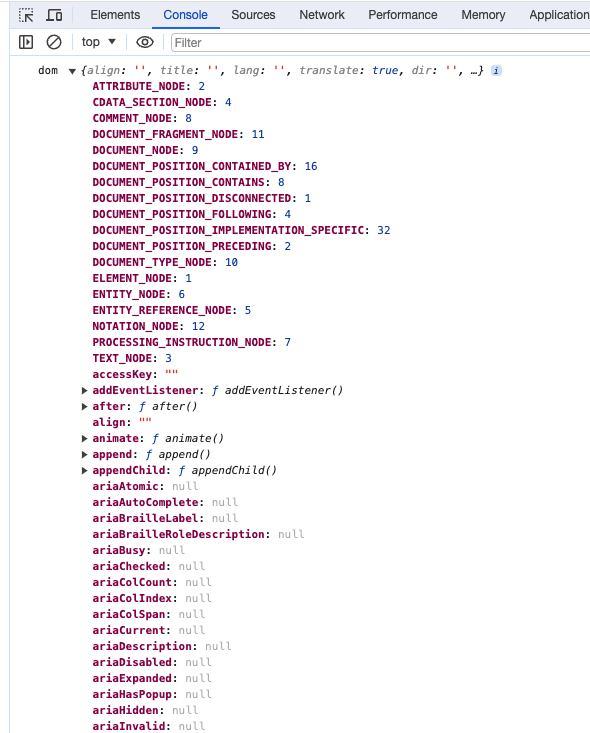 Elements Console Sources Network Performance Memory Application
top Filter
dom {align: '', title: '', lang: '', translate: true, dir: '', …} i
ATTRIBUTE_NODE: 2
CDATA_SECTION_NODE: 4
COMMENT_NODE: 8
DOCUMENT_FRAGMENT_NODE: 11
DOCUMENT_NODE: 9
DOCUMENT_POSITION_CONTAINED_BY: 16
DOCUMENT_POSITION_CONTAINS: 8
DOCUMENT_POSITION_DISCONNECTED: 1
DOCUMENT_POSITION_FOLLOWING: 4
DOCUMENT_POSITION_IMPLEMENTATION_SPECIFIC: 32
DOCUMENT_POSITION_PRECEDING: 2
DOCUMENT_TYPE_NODE: 10
ELEMENT_NODE: 1
ENTITY_NODE: 6
ENTITY_REFERENCE_NODE: 5
NOTATION_NODE: 12
PROCESSING_INSTRUCTION_NODE: 7
TEXT_NODE: 3
accessKey: ""
addEventListener: ƒ addEventListener()
after: ƒ after()
align: ""
animate: ƒ animate()
append: ƒ append()
appendChild: ƒ appendChild()
ariaAtomic: null
ariaAutoComplete: null
ariaBrailleLabel: null
ariaBrailleRoleDescription: null
ariaBusy: null
ariaChecked: null
ariaColCount: null
ariaColIndex: null
ariaColSpan: null
ariaCurrent: null
ariaDescription: null
ariaDisabled: null
ariaExpanded: null
ariaHasPopup: null
ariaHidden: null
ariaInvalid: null